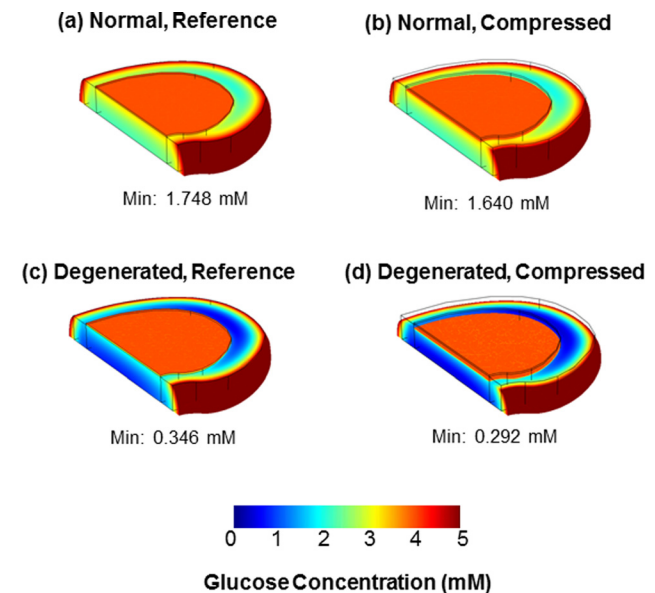 (a) Normal, Reference
(b) Normal, Compressed
Min: 1.748 mM
Min: 1.640 mM
(c) Degenerated, Reference
(d) Degenerated, Compressed
Min: 0.346 mM
Min: 0.292 mM
0 1 2 3 4 5
Glucose Concentration (mM)